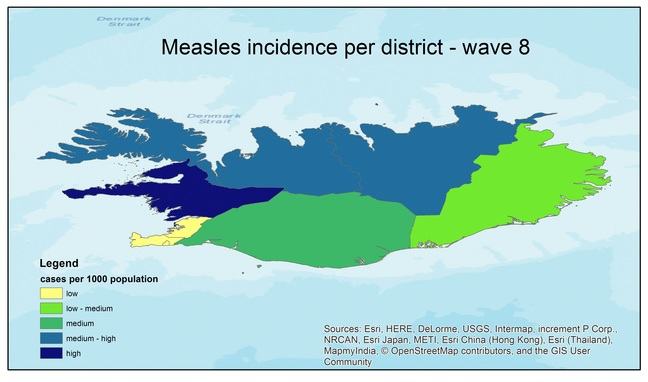 Denmark
Strait
Measles incidence per district - wave 8
Denmark
Strait
Legend
cases per 1000 population
low
low - medium
medium
medium - high
high
Sources: Esri, HERE, DeLorme, USGS, Intermap, increment P Corp.,
NRCAN, Esri Japan, METI, Esri China (Hong Kong), Esri (Thailand),
MapmyIndia, © OpenStreetMap contributors, and the GIS User
Community